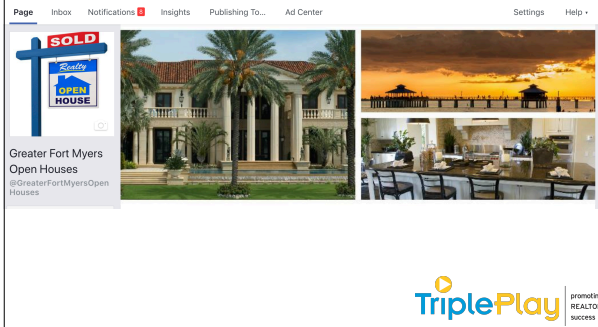 Page Inbox Notifications 8 Insights Publishing To... Ad Center Settings Help
SOLD
Realty
OPEN
HOUSE
Greater Fort Myers
Open Houses
@GreaterFortMyersOpen
Houses
TriplePlay
promotin
REALTO
success